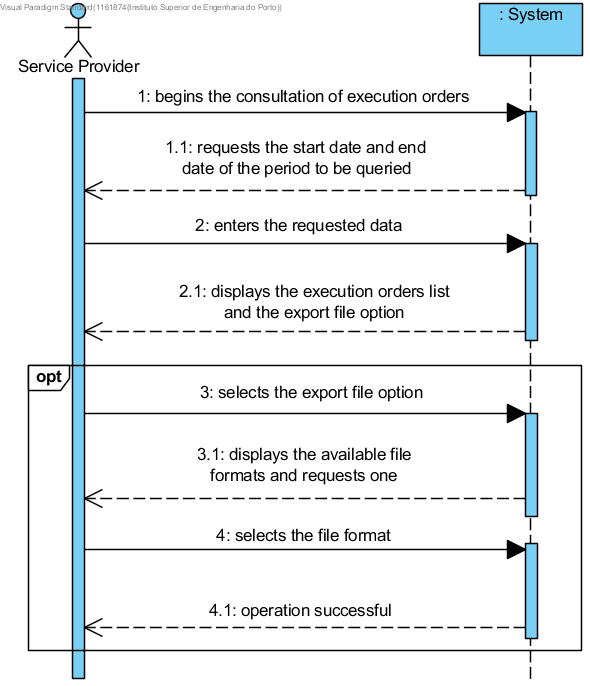 Visual Paradigm Standard(1161874(Instituto Superior de Engenharia do Porto))
: System
Service Provider
1: begins the consultation of execution orders
1.1: requests the start date and end
date of the period to be queried
2: enters the requested data
2.1: displays the execution orders list
and the export file option
opt
3: selects the export file option
3.1: displays the available file
formats and requests one
4: selects the file format
4.1: operation successful